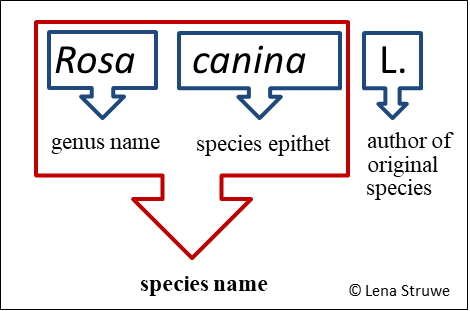 Rosa canina L.
genus name species epithet author of
original
species
species name
© Lena Struwe